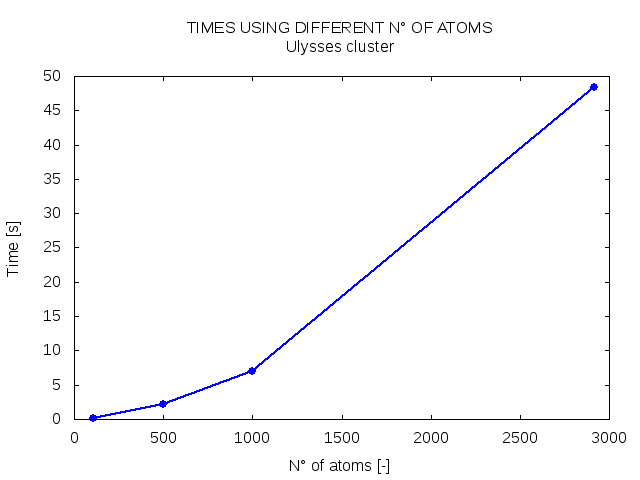 TIMES USING DIFFERENT N° OF ATOMS
Ulysses cluster
50
45
40
35
30
25
20
15
10
5
0
Time [s]
0 500 1000 1500 2000 2500 3000
N° of atoms [-]